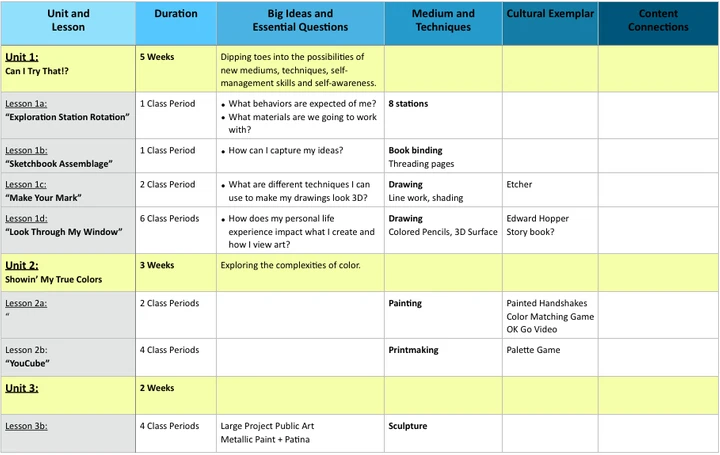 Unit and
Lesson
Duration
Big Ideas and
Essential Questions
Medium and
Techniques
Cultural Exemplar
Content
Connections
Unit 1:
Can I Try That!?
5 Weeks
Dipping toes into the possibilities of
new mediums, techniques, self-
management skills and self-awareness.
Lesson 1a:
“Exploration Station Rotation”
1 Class Period
• What behaviors are expected of me?
• What materials are we going to work
with?
8 stations
Lesson 1b:
“Sketchbook Assemblage”
1 Class Period
• How can I capture my ideas?
Book binding
Threading pages
Lesson 1c:
“Make Your Mark”
2 Class Period
• What are different techniques I can
use to make my drawings look 3D?
Drawing
Line work, shading
Etcher
Lesson 1d:
“Look Through My Window”
6 Class Periods
• How does my personal life
experience impact what I create and
how I view art?
Drawing
Colored Pencils, 3D Surface
Edward Hopper
Story book?
Unit 2:
Showin’ My True Colors
3 Weeks
Exploring the complexities of color.
Lesson 2a:
“
2 Class Periods
Painting
Painted Handshakes
Color Matching Game
OK Go Video
Lesson 2b:
“YouCube”
4 Class Periods
Printmaking
Palette Game
Unit 3:
2 Weeks
Lesson 3b:
4 Class Periods
Large Project Public Art
Metallic Paint + Patina
Sculpture